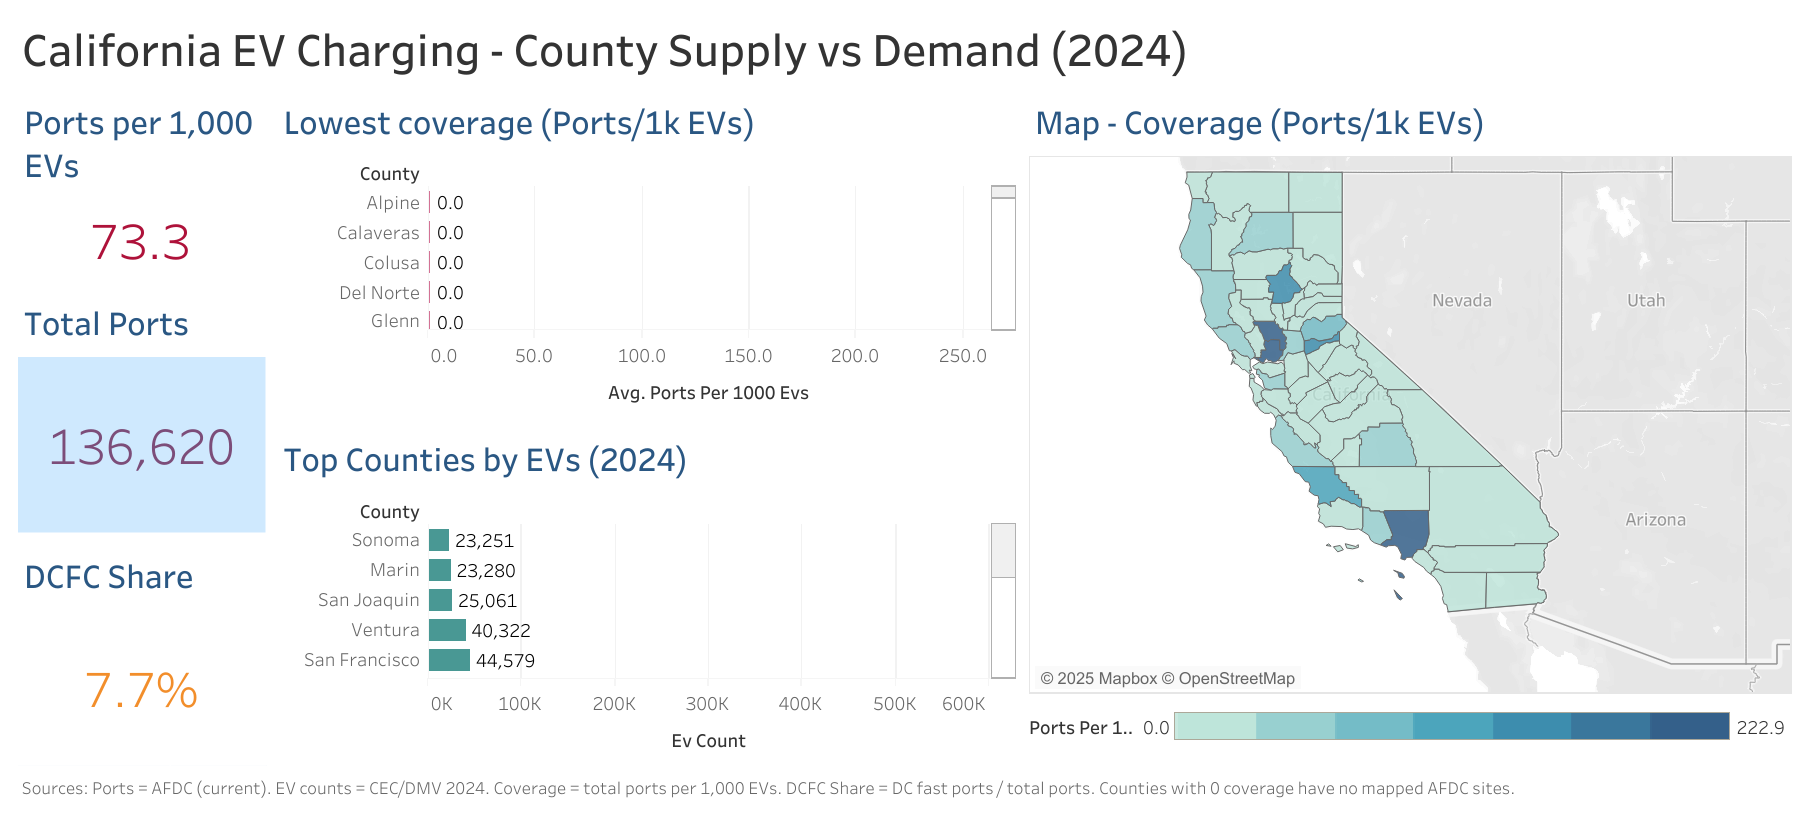 California EV Charging - County Supply vs Demand (2024)
Ports per 1,000
EVs
73.3
Total Ports
136,620
DCFC Share
7.7%
Lowest coverage (Ports/1k EVs)
County
Alpine 0.0
Calaveras 0.0
Colusa 0.0
Del Norte 0.0
Glenn 0.0
0.0 50.0 100.0 150.0 200.0 250.0
Avg. Ports Per 1000 Evs
Top Counties by EVs (2024)
County
Sonoma 23,251
Marin 23,280
San Joaquin 25,061
Ventura 40,322
San Francisco 44,579
0K 100K 200K 300K 400K 500K 600K
Ev Count
Map - Coverage (Ports/1k EVs)
Nevada
Utah
California
Arizona
© 2025 Mapbox © OpenStreetMap
Ports Per 1.. 0.0 222.9
Sources: Ports = AFDC (current). EV counts = CEC/DMV 2024. Coverage = total ports per 1,000 EVs. DCFC Share = DC fast ports / total ports. Counties with 0 coverage have no mapped AFDC sites.